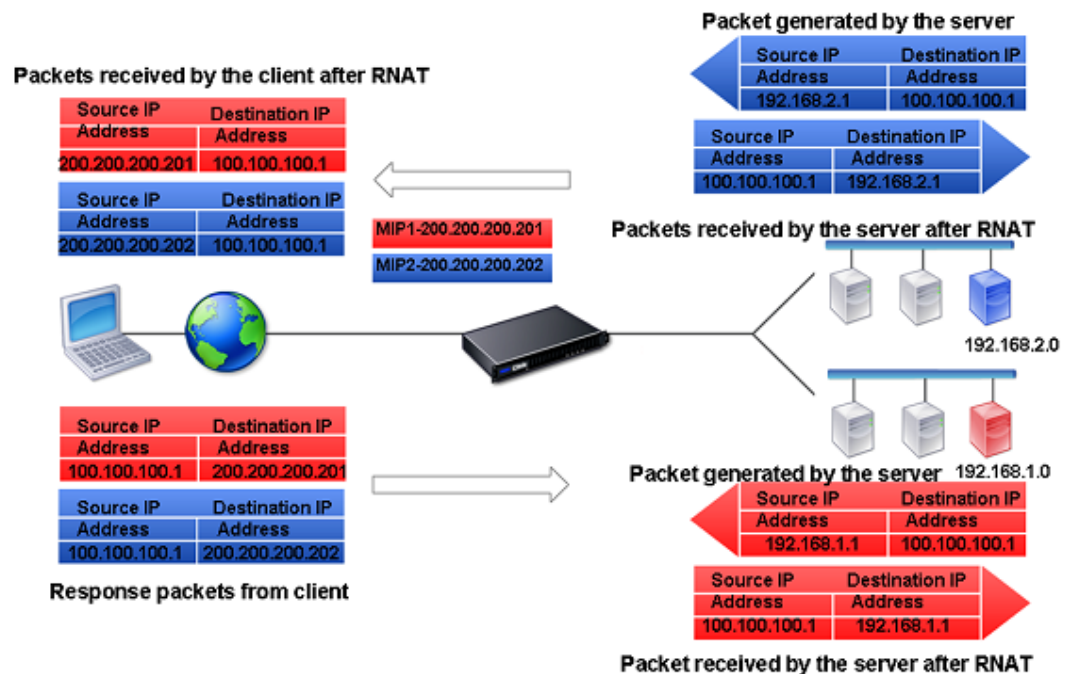 Packet generated by the server
Source IP Destination IP
Address Address
192.168.2.1 100.100.100.1
Packets received by the client after RNAT
Source IP Destination IP
Address Address
200.200.200.201 100.100.100.1
Source IP Destination IP
Address Address
100.100.100.1 192.168.2.1
Source IP Destination IP
Address Address
200.200.200.202 100.100.100.1
MIP1-200.200.200.201
MIP2-200.200.200.202
Packets received by the server after RNAT
192.168.2.0
Source IP Destination IP
Address Address
100.100.100.1 200.200.200.201
Source IP Destination IP
Address Address
100.100.100.1 200.200.200.202
Response packets from client
192.168.1.0
Packet generated by the server
Source IP Destination IP
Address Address
192.168.1.1 100.100.100.1
Source IP Destination IP
Address Address
100.100.100.1 192.168.1.1
Packet received by the server after RNAT